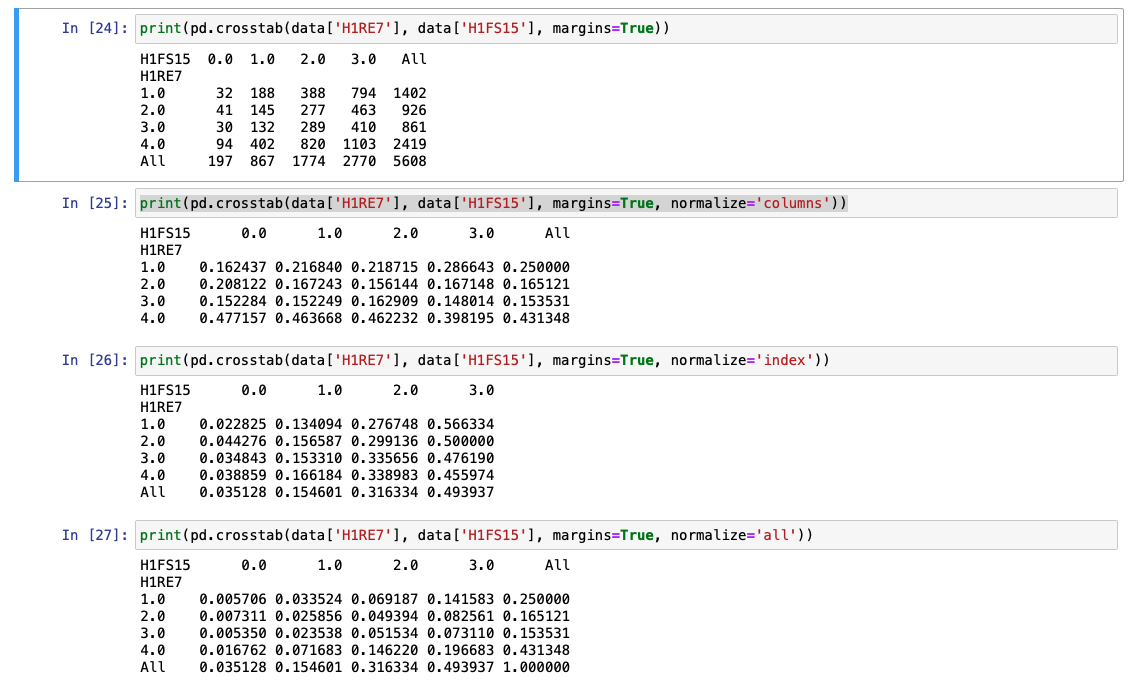 In [24]: print(pd.crosstab(data['H1RE7'], data['H1FS15'], margins=True))
H1FS15 0.0 1.0 2.0 3.0 All
H1RE7
1.0 32 188 388 794 1402
2.0 41 145 277 463 926
3.0 30 132 289 410 861
4.0 94 402 820 1103 2419
All 197 867 1774 2770 5608
In [25]: print(pd.crosstab(data['H1RE7'], data['H1FS15'], margins=True, normalize='columns'))
H1FS15 0.0 1.0 2.0 3.0 All
H1RE7
1.0 0.162437 0.216840 0.218715 0.286643 0.250000
2.0 0.208122 0.167243 0.156144 0.167148 0.165121
3.0 0.152284 0.152249 0.162909 0.148014 0.153531
4.0 0.477157 0.463668 0.462232 0.398195 0.431348
In [26]: print(pd.crosstab(data['H1RE7'], data['H1FS15'], margins=True, normalize='index'))
H1FS15 0.0 1.0 2.0 3.0
H1RE7
1.0 0.022825 0.134094 0.276748 0.566334
2.0 0.044276 0.156587 0.299136 0.500000
3.0 0.034843 0.153310 0.335656 0.476190
4.0 0.038859 0.166184 0.338983 0.455974
All 0.035128 0.154601 0.316334 0.493937
In [27]: print(pd.crosstab(data['H1RE7'], data['H1FS15'], margins=True, normalize='all'))
H1FS15 0.0 1.0 2.0 3.0 All
H1RE7
1.0 0.005706 0.033524 0.069187 0.141583 0.250000
2.0 0.007311 0.025856 0.049394 0.082561 0.165121
3.0 0.005350 0.023538 0.051534 0.073110 0.153531
4.0 0.016762 0.071683 0.146220 0.196683 0.431348
All 0.035128 0.154601 0.316334 0.493937 1.000000